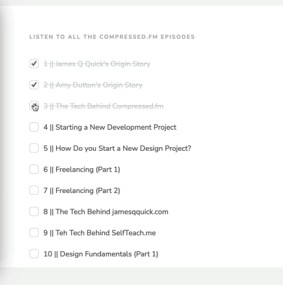 LISTEN TO ALL THE COMPRESSED.FM EPISODES
1 || James Q Quick's Origin Story
2 || Amy Dutton's Origin Story
3 || The Tech Behind Compressed.fm
4 || Starting a New Development Project
5 || How Do you Start a New Design Project?
6 || Freelancing (Part 1)
7 || Freelancing (Part 2)
8 || The Tech Behind jamesqquick.com
9 || Teh Tech Behind SelfTeach.me
10 || Design Fundamentals (Part 1)